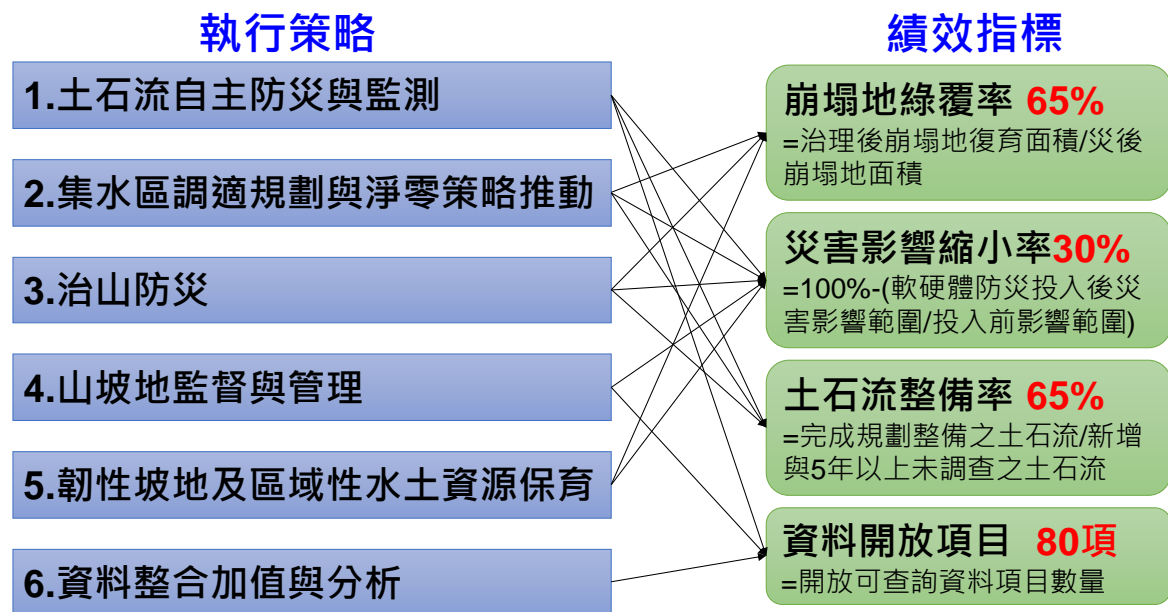 執行策略
1.土石流自主防災與監測
2.集水區調適規劃與淨零策略推動
3.治山防災
4.山坡地監督與管理
5.韌性坡地及區域性水土資源保育
6.資料整合加值與分析
績效指標
崩塌地綠覆率 65%
=治理後崩塌地復育面積/災後
崩塌地面積
災害影響縮小率30%
=100%-(軟硬體防災投入後災
害影響範圍/投入前影響範圍)
土石流整備率 65%
=完成規劃整備之土石流/新增
與5年以上未調查之土石流
資料開放項目 80項
=開放可查詢資料項目數量